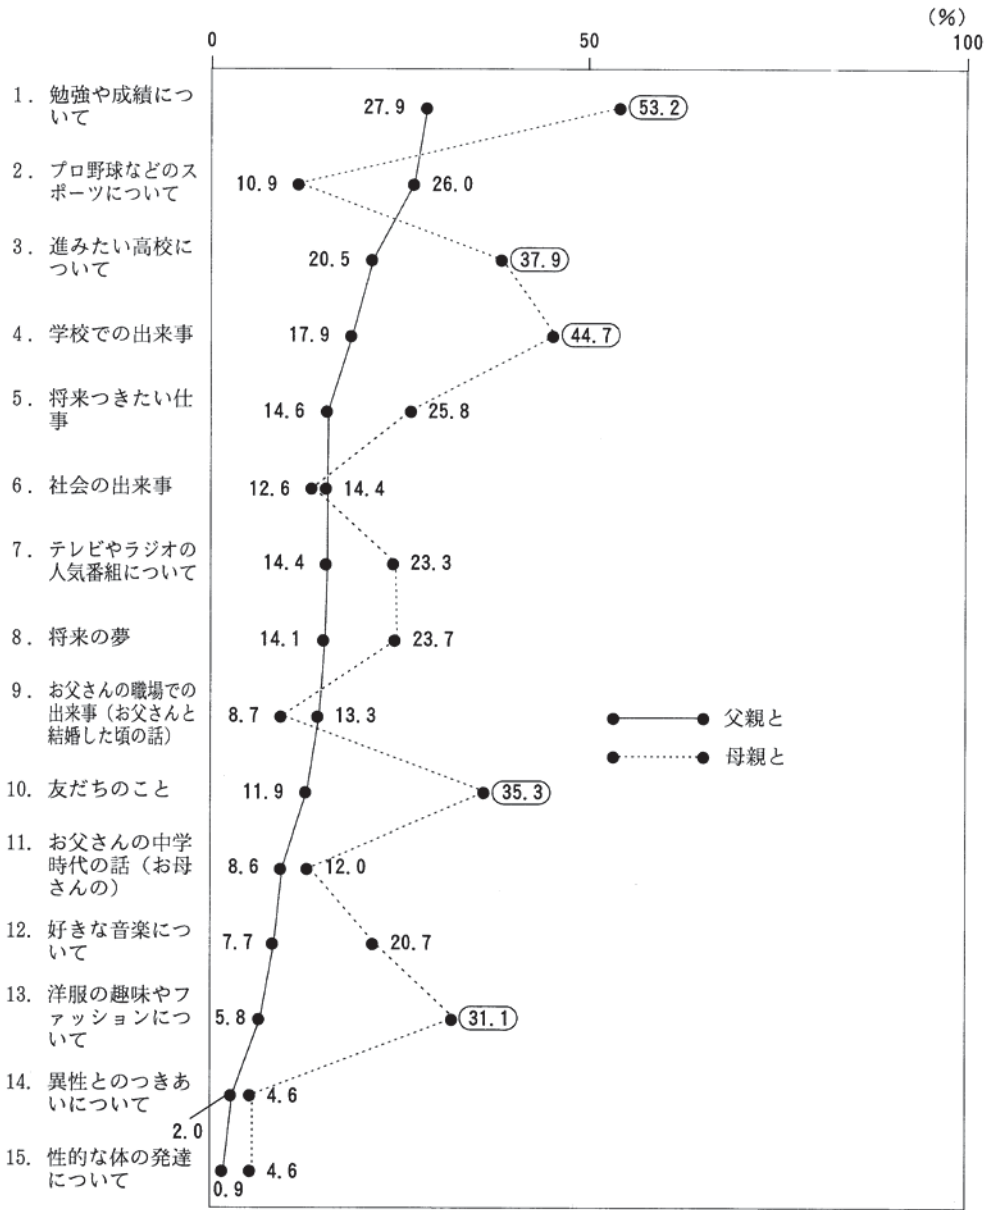 (%)
0 50 100
1. 勉強や成績につ
いて
27.9 53.2
2. プロ野球などのス
ポーツについて
10.9 26.0
3. 進みたい高校に
ついて
20.5 37.9
4. 学校での出来事
17.9 44.7
5. 将来つきたい仕
事
14.6 25.8
6. 社会の出来事
12.6 14.4
7. テレビやラジオの
人気番組について
14.4 23.3
8. 将来の夢
14.1 23.7
9. お父さんの職場での
出来事(お父さんと
結婚した頃の話)
8.7 13.3
父親と
母親と
10. 友だちのこと
11.9 35.3
11. お父さんの中学
時代の話(お母
さんの)
8.6 12.0
12. 好きな音楽につ
いて
7.7 20.7
13. 洋服の趣味やフ
ァッションにつ
いて
5.8 31.1
14. 異性とのつきあ
いについて
2.0 4.6
15. 性的な体の発達
について
0.9 4.6